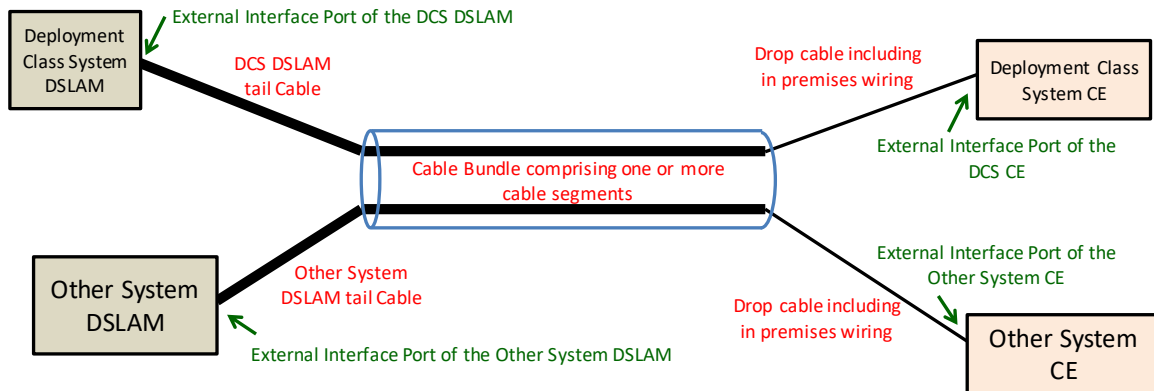 External Interface Port of the DCS DSLAM
Deployment
Class System
DSLAM
DCS DSLAM
tail Cable
Drop cable including
in premises wiring
Deployment Class
System CE
External Interface Port of the
DCS CE
Cable Bundle comprising one or more
cable segments
Other System
DSLAM
Other System
DSLAM tail Cable
External Interface Port of the Other System DSLAM
External Interface Port of the
Other System CE
Drop cable including
in premises wiring
Other System
CE